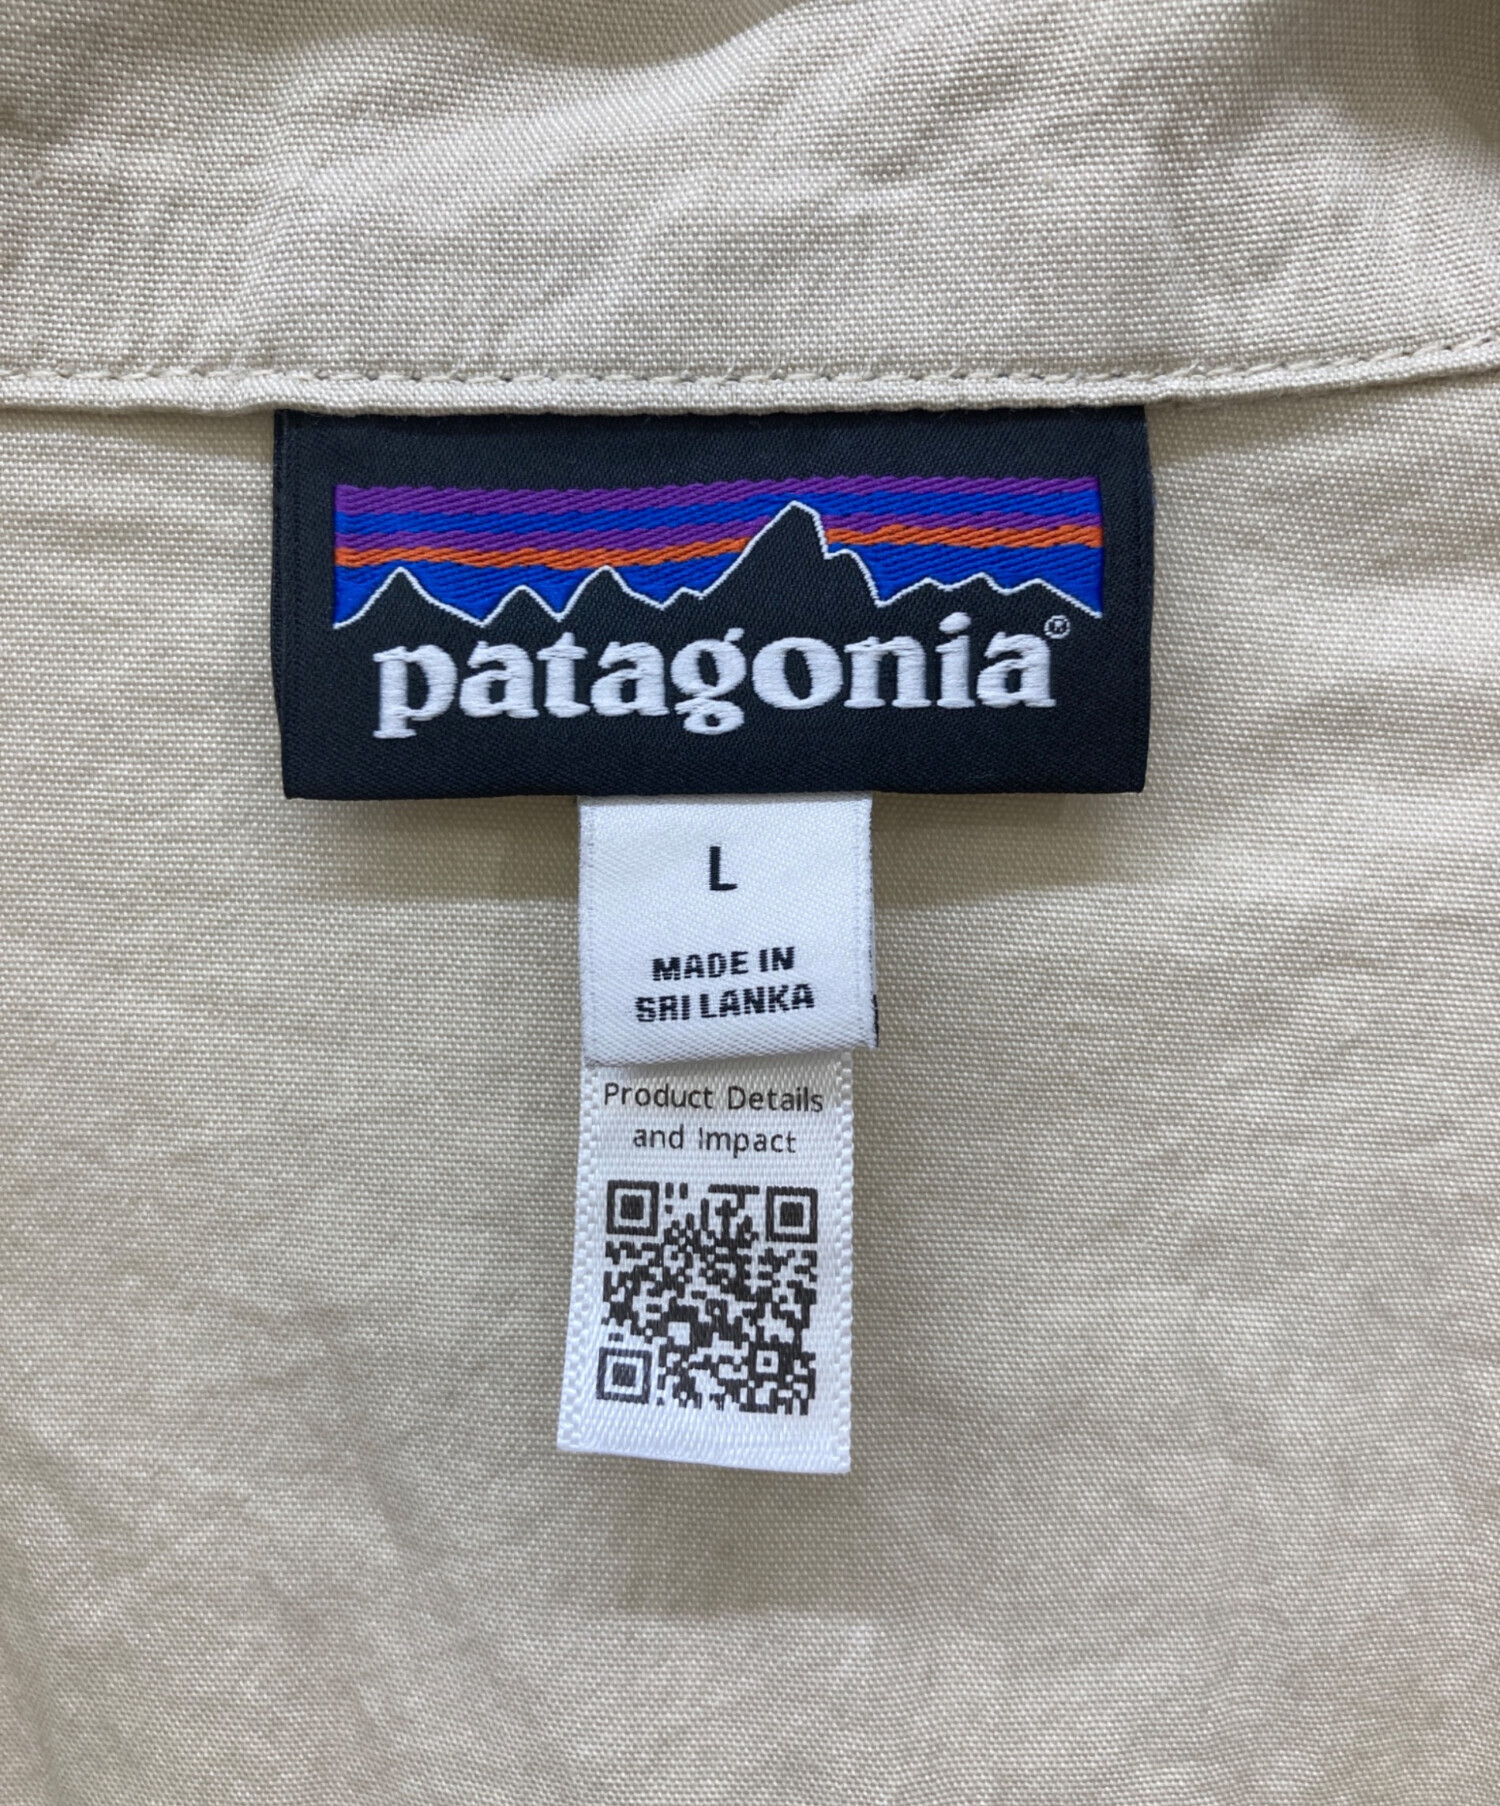 patagonia®
L
MADE IN
SRI LANKA
Product Details
and Impact